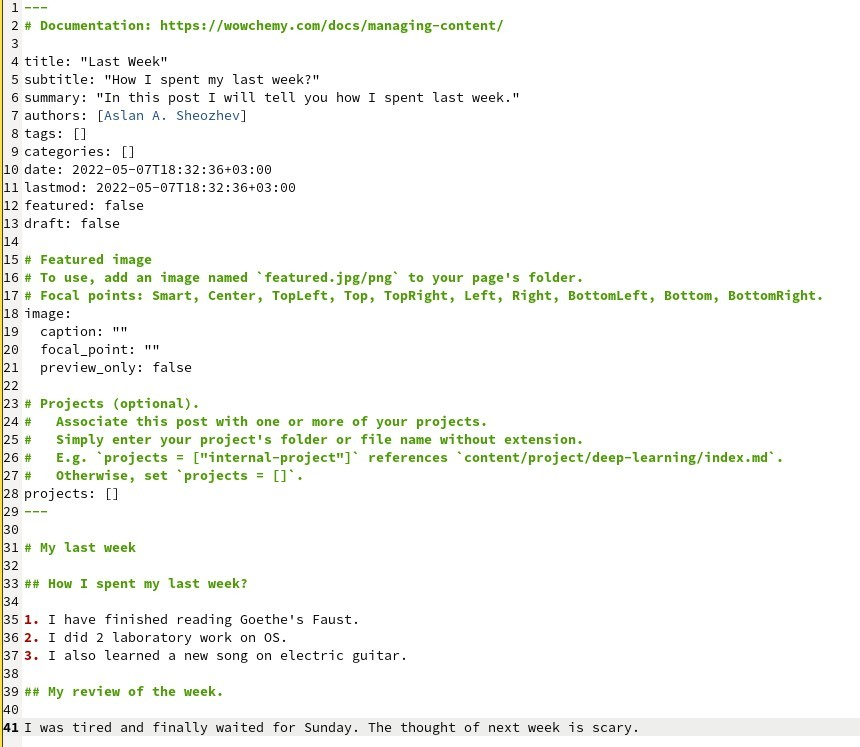 1 ---
2 # Documentation: https://wowchemy.com/docs/managing-content/
3
4 title: "Last Week"
5 subtitle: "How I spent my last week?"
6 summary: "In this post I will tell you how I spent last week."
7 authors: [Aslan A. Sheozhev]
8 tags: []
9 categories: []
10 date: 2022-05-07T18:32:36+03:00
11 lastmod: 2022-05-07T18:32:36+03:00
12 featured: false
13 draft: false
14
15 # Featured image
16 # To use, add an image named `featured.jpg/png` to your page's folder.
17 # Focal points: Smart, Center, TopLeft, Top, TopRight, Left, Right, BottomLeft, Bottom, BottomRight.
18 image:
19   caption: ""
20   focal_point: ""
21   preview_only: false
22
23 # Projects (optional).
24 #   Associate this post with one or more of your projects.
25 #   Simply enter your project's folder or file name without extension.
26 #   E.g. `projects = ["internal-project"]` references `content/project/deep-learning/index.md`.
27 #   Otherwise, set `projects = []`.
28 projects: []
29 ---
30
31 # My last week
32
33 ## How I spent my last week?
34
35 1. I have finished reading Goethe's Faust.
36 2. I did 2 laboratory work on OS.
37 3. I also learned a new song on electric guitar.
38
39 ## My review of the week.
40
41 I was tired and finally waited for Sunday. The thought of next week is scary.